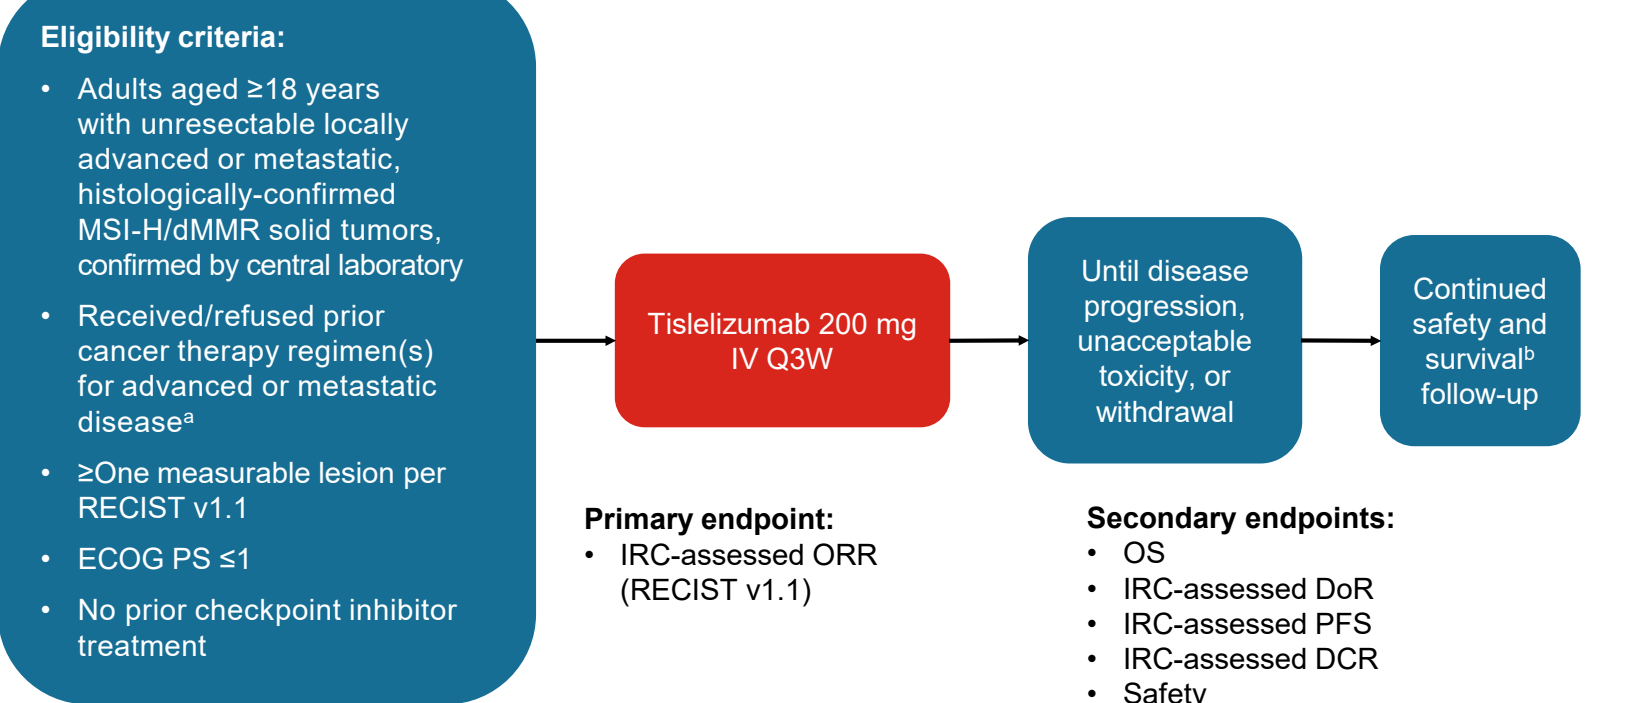 Eligibility criteria:
• Adults aged ≥18 years
with unresectable locally
advanced or metastatic,
histologically-confirmed
MSI-H/dMMR solid tumors,
confirmed by central laboratory
• Received/refused prior
cancer therapy regimen(s)
for advanced or metastatic
diseaseᵃ
• ≥One measurable lesion per
RECIST v1.1
• ECOG PS ≤1
• No prior checkpoint inhibitor
treatment
Tislelizumab 200 mg
IV Q3W
Until disease
progression,
unacceptable
toxicity, or
withdrawal
Continued
safety and
survivalᵇ
follow-up
Primary endpoint:
• IRC-assessed ORR
(RECIST v1.1)
Secondary endpoints:
• OS
• IRC-assessed DoR
• IRC-assessed PFS
• IRC-assessed DCR
• Safety